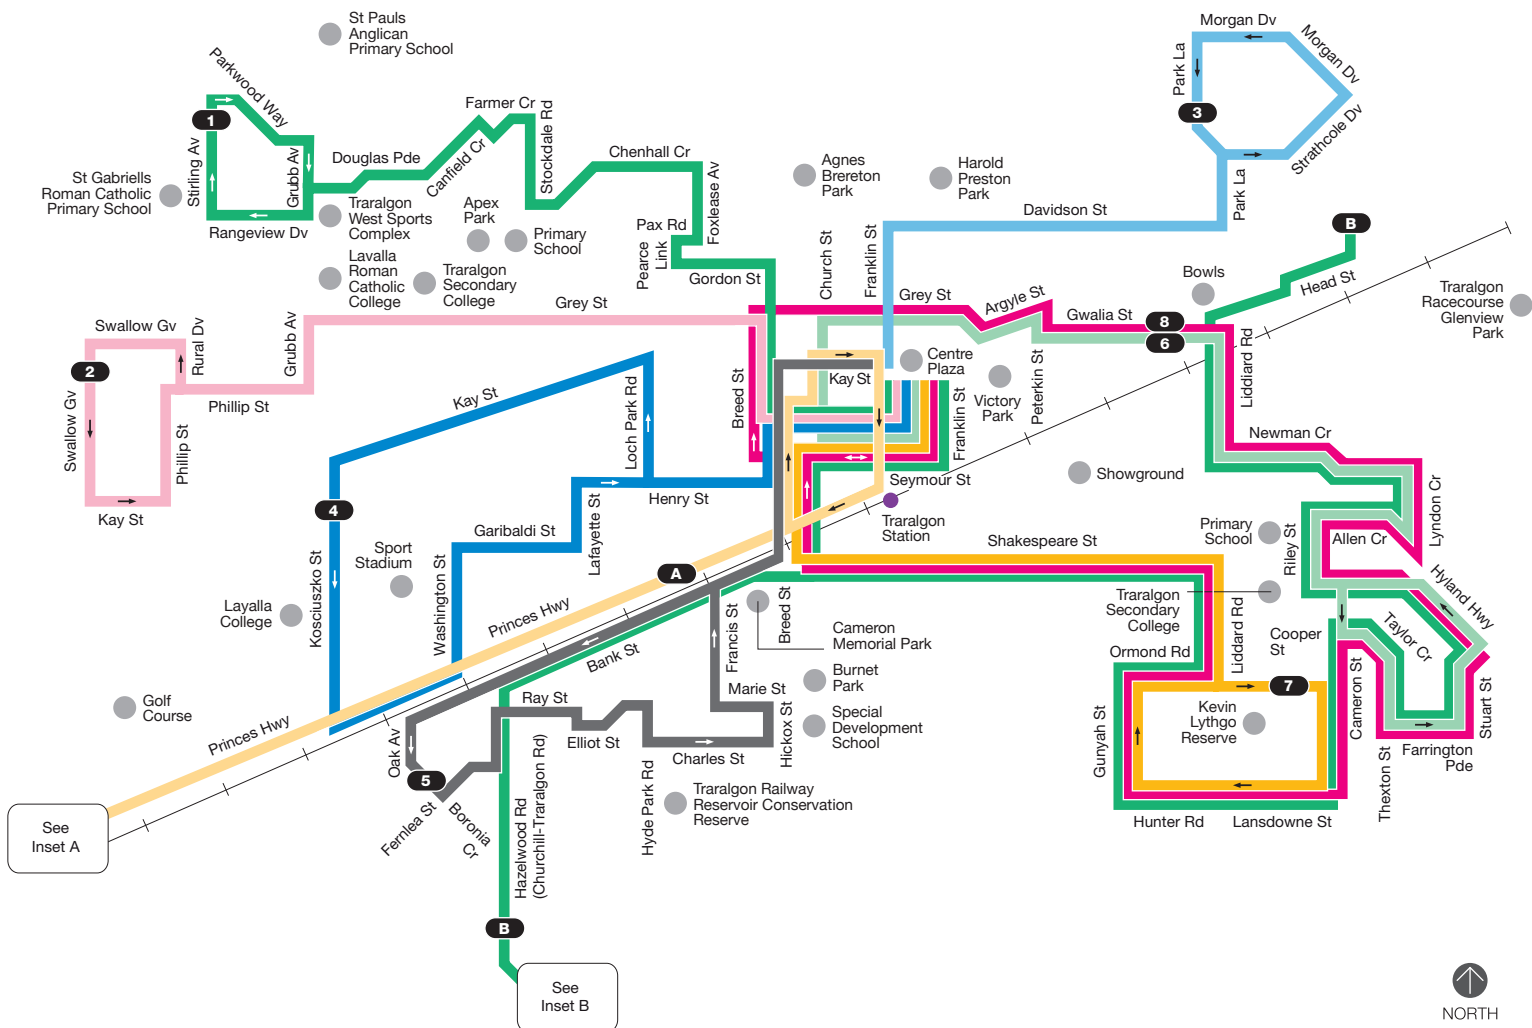 St Pauls
Anglican
Primary School
Morgan Dv
Morgan Dv
Park La
3
Strathcole Dv
Park La
Davidson St
Parkwood Way
1
Stirling Av
Grubb Av
Rangeview Dv
St Gabriells
Roman Catholic
Primary School
Douglas Pde
Canfield Cr
Farmer Cr
Stockdale Rd
Chenhall Cr
Foxlease Av
Pax Rd
Pearce
Link
Gordon St
Traralgon
West Sports
Complex
Apex
Park
Primary
School
Lavalla
Roman
Catholic
College
Traralgon
Secondary
College
Agnes
Brereton
Park
Harold
Preston
Park
Church St
Franklin St
Grey St
Argyle St
Gwalia St
8
6
Bowls
B
Head St
Traralgon
Racecourse
Glenview
Park
Swallow Gv
Rural Dv
2
Swallow Gv
Phillip St
Phillip St
Kay St
Grubb Av
Grey St
Kay St
Loch Park Rd
Breed St
Kay St
Centre
Plaza
Victory
Park
Peterkin St
Liddiard Rd
Franklin St
Seymour St
Traralgon
Station
Newman Cr
Showground
Lyndon Cr
4
Kosciuszko St
Henry St
Lafayette St
Garibaldi St
Washington St
Sport
Stadium
Layalla
College
Golf
Course
A
Princes Hwy
Princes Hwy
Bank St
Francis St
Breed St
Cameron
Memorial Park
Burnet
Park
Special
Development
School
Shakespeare St
Primary
School
Riley St
Allen Cr
Hyland Hwy
Traralgon
Secondary
College
Liddard Rd
Cooper
St
Taylor Cr
Ormond Rd
7
Kevin
Lythgo
Reserve
Cameron St
Gunyah St
Stuart St
Farrington
Pde
Thexton St
Hunter Rd
Lansdowne St
Marie St
Hickox St
Ray St
Elliot St
Charles St
Hyde Park Rd
Oak Av
5
Fernlea St
Boronia
Cr
Hazelwood Rd
(Churchill-Traralgon Rd)
Traralgon Railway
Reservoir Conservation
Reserve
See
Inset A
B
See
Inset B
NORTH